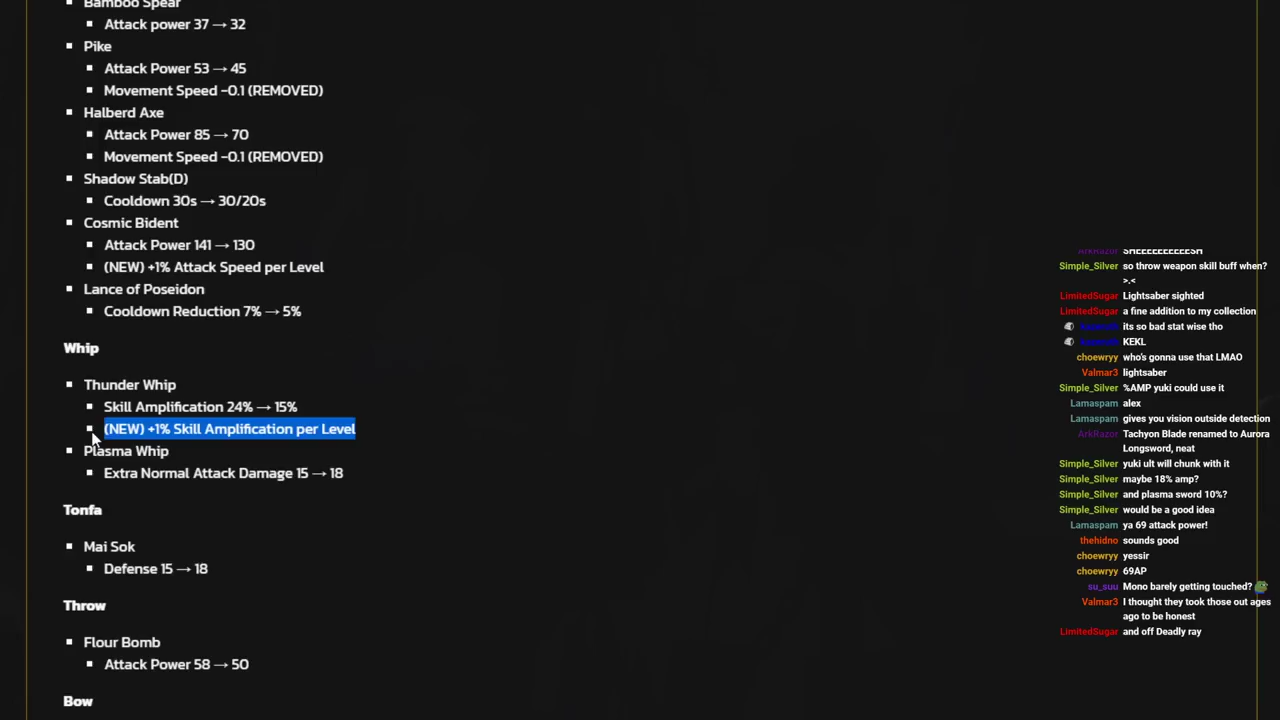 Bamboo Spear
Attack power 37 → 32
Pike
Attack Power 53 → 45
Movement Speed -0.1 (REMOVED)
Halberd Axe
Attack Power 85 → 70
Movement Speed -0.1 (REMOVED)
Shadow Stab(D)
Cooldown 30s → 30/20s
Cosmic Bident
Attack Power 141 → 130
(NEW) +1% Attack Speed per Level
Lance of Poseidon
Cooldown Reduction 7% → 5%
Whip
Thunder Whip
Skill Amplification 24% → 15%
(NEW) +1% Skill Amplification per Level
Plasma Whip
Extra Normal Attack Damage 15 → 18
Tonfa
Mai Sok
Defense 15 → 18
Throw
Flour Bomb
Attack Power 58 → 50
Bow
ArkRazor
Simple_Silver so throw weapon skill buff when?
>.<
LimitedSugar Lightsaber sighted
LimitedSugar a fine addition to my collection
its so bad stat wise tho
KEKL
choewryy who's gonna use that LMAO
Valmar3 lightsaber
Simple_Silver %AMP yuki could use it
Lamaspam alex
Lamaspam gives you vision outside detection
ArkRazor Tachyon Blade renamed to Aurora
Longsword, neat
Simple_Silver yuki ult will chunk with it
Simple_Silver maybe 18% amp?
Simple_Silver and plasma sword 10%?
Simple_Silver would be a good idea
Lamaspam ya 69 attack power!
thehidno sounds good
choewryy yessir
choewryy 69AP
su_suu Mono barely getting touched?
Valmar3 I thought they took those out ages
ago to be honest
LimitedSugar and off Deadly ray